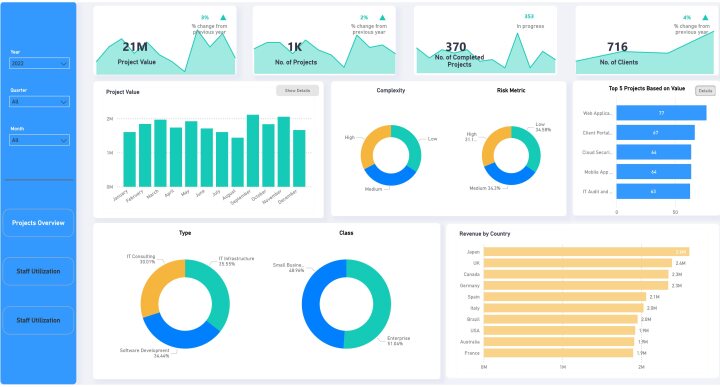 Year
2022
Quarter
All
Month
All
Projects Overview
Staff Utilization
Staff Utilization
3%
% change from
previous year
21M
Project Value
2%
% change from
previous year
1K
No. of Projects
353
In progress
370
No. of Completed
Projects
4%
% change from
previous year
716
No. of Clients
Project Value
Show Details
2M
1M
0M
January
February
March
April
May
June
July
August
September
October
November
December
Complexity
High
Low
Medium
Risk Metric
High
31.1...
Low
34.58%
Medium 34.3%
Top 5 Projects Based on Value
Details
Web Applica... 77
Client Portal... 67
Cloud Securi... 64
Mobile App ... 64
IT Audit and... 63
0 50
Type
IT Consulting
30.01%
IT Infrastructure
35.55%
Software Development
34.44%
Class
Small Busine...
48.96%
Enterprise
51.04%
Revenue by Country
Japan
UK 2.4M
Canada 2.3M
Germany 2.3M
Spain 2.1M
Italy 2.0M
Brazil 2.0M
USA 1.9M
Australia 1.9M
France 1.9M
0M 1M 2M